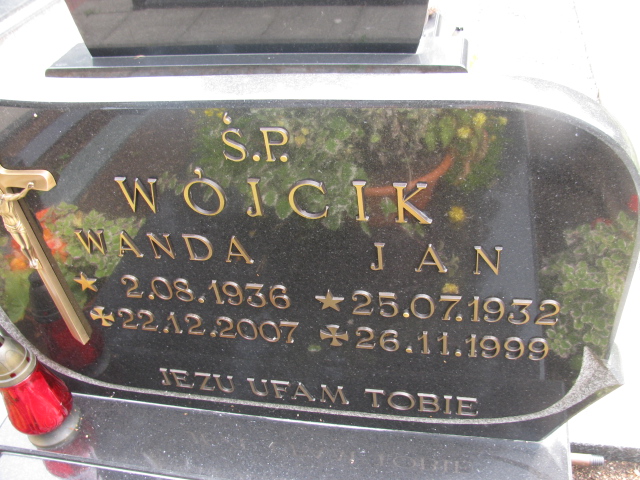 Ś.P.
WÓJCIK
WANDA JAN
2.08.1936 25.07.1932
22.12.2007 26.11.1999
JEZU UFAM TOBIE